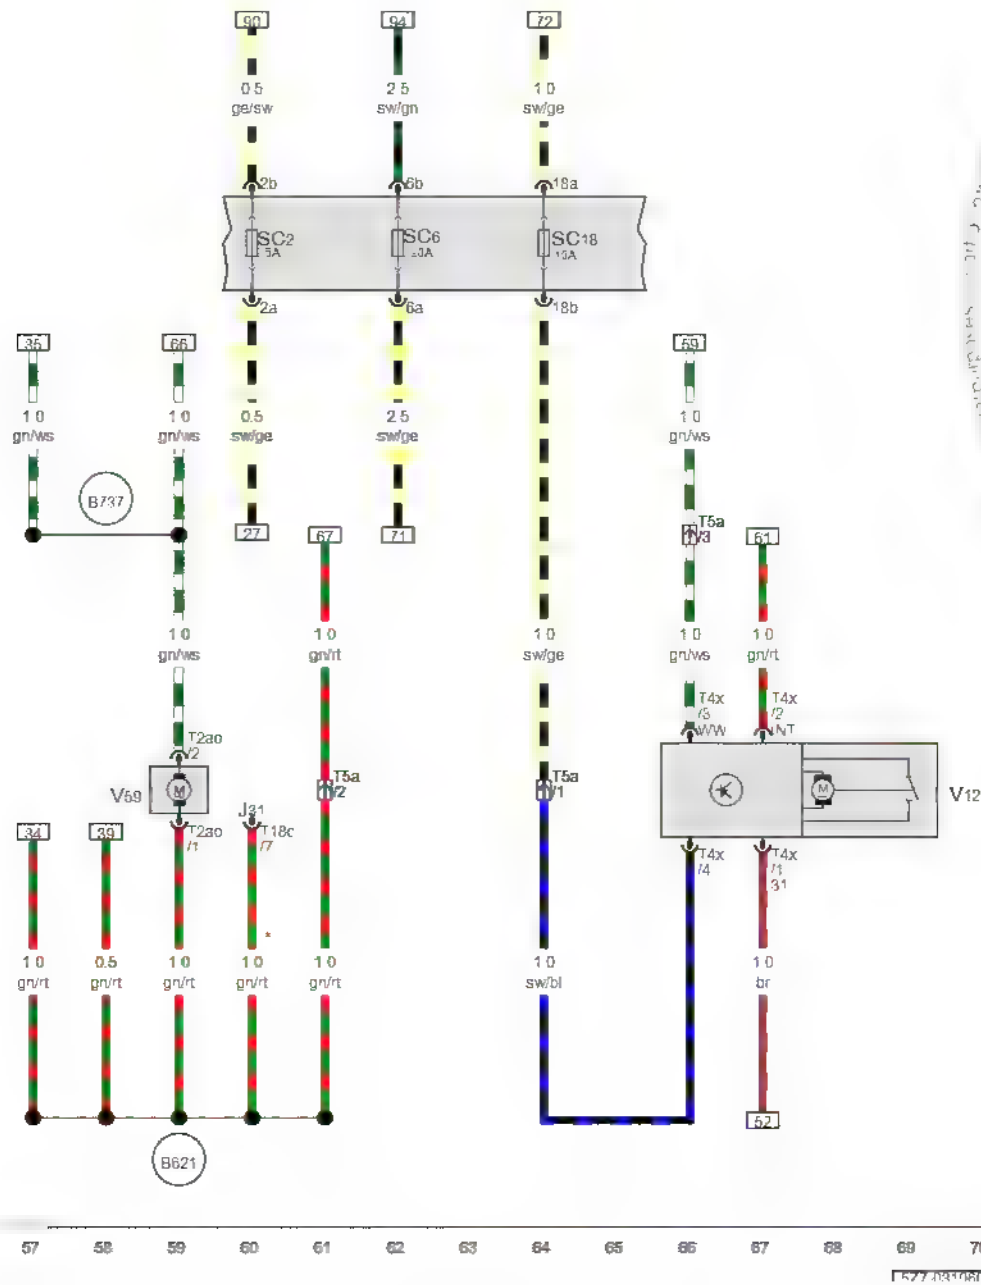 90 94 72
0.5 2.5 1.0
ge/sw sw/gn sw/ge
2b 6b 18a
SC2 SC6 SC18
5A 10A
2a 6a 18b
35 66 59
1.0 1.0 0.5 2.5 1.0
gn/ws gn/ws sw/ge sw/ge gn/ws
B737
27 67 71 T5a 61
/3
1.0 1.0 1.0 1.0 1.0
gn/ws gn/rt sw/ge gn/ws gn/rt
T4x T4x
/3 /2
WW INT
T2ao
/2
V59 M T5a T5a M V12
/2 /1
34 39 T2ao J31 T18c
/1 /7
T4x T4x
/4 /1
31
*
1.0 0.5 1.0 1.0 1.0 1.0 1.0
gn/rt gn/rt gn/rt gn/rt gn/rt sw/bl br
52
B621
57 58 59 60 61 62 63 64 65 66 67 68 69